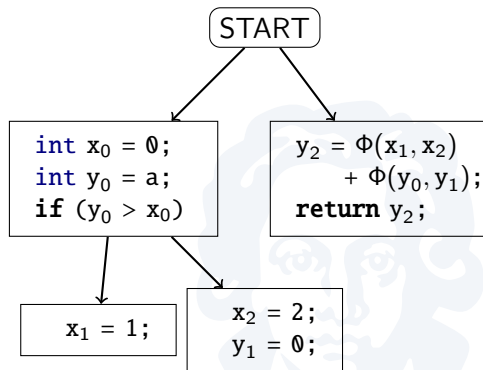 START
int x₀ = 0;
int y₀ = a;
if (y₀ > x₀)
y₂ = Φ(x₁, x₂)
+ Φ(y₀, y₁);
return y₂;
x₁ = 1;
x₂ = 2;
y₁ = 0;